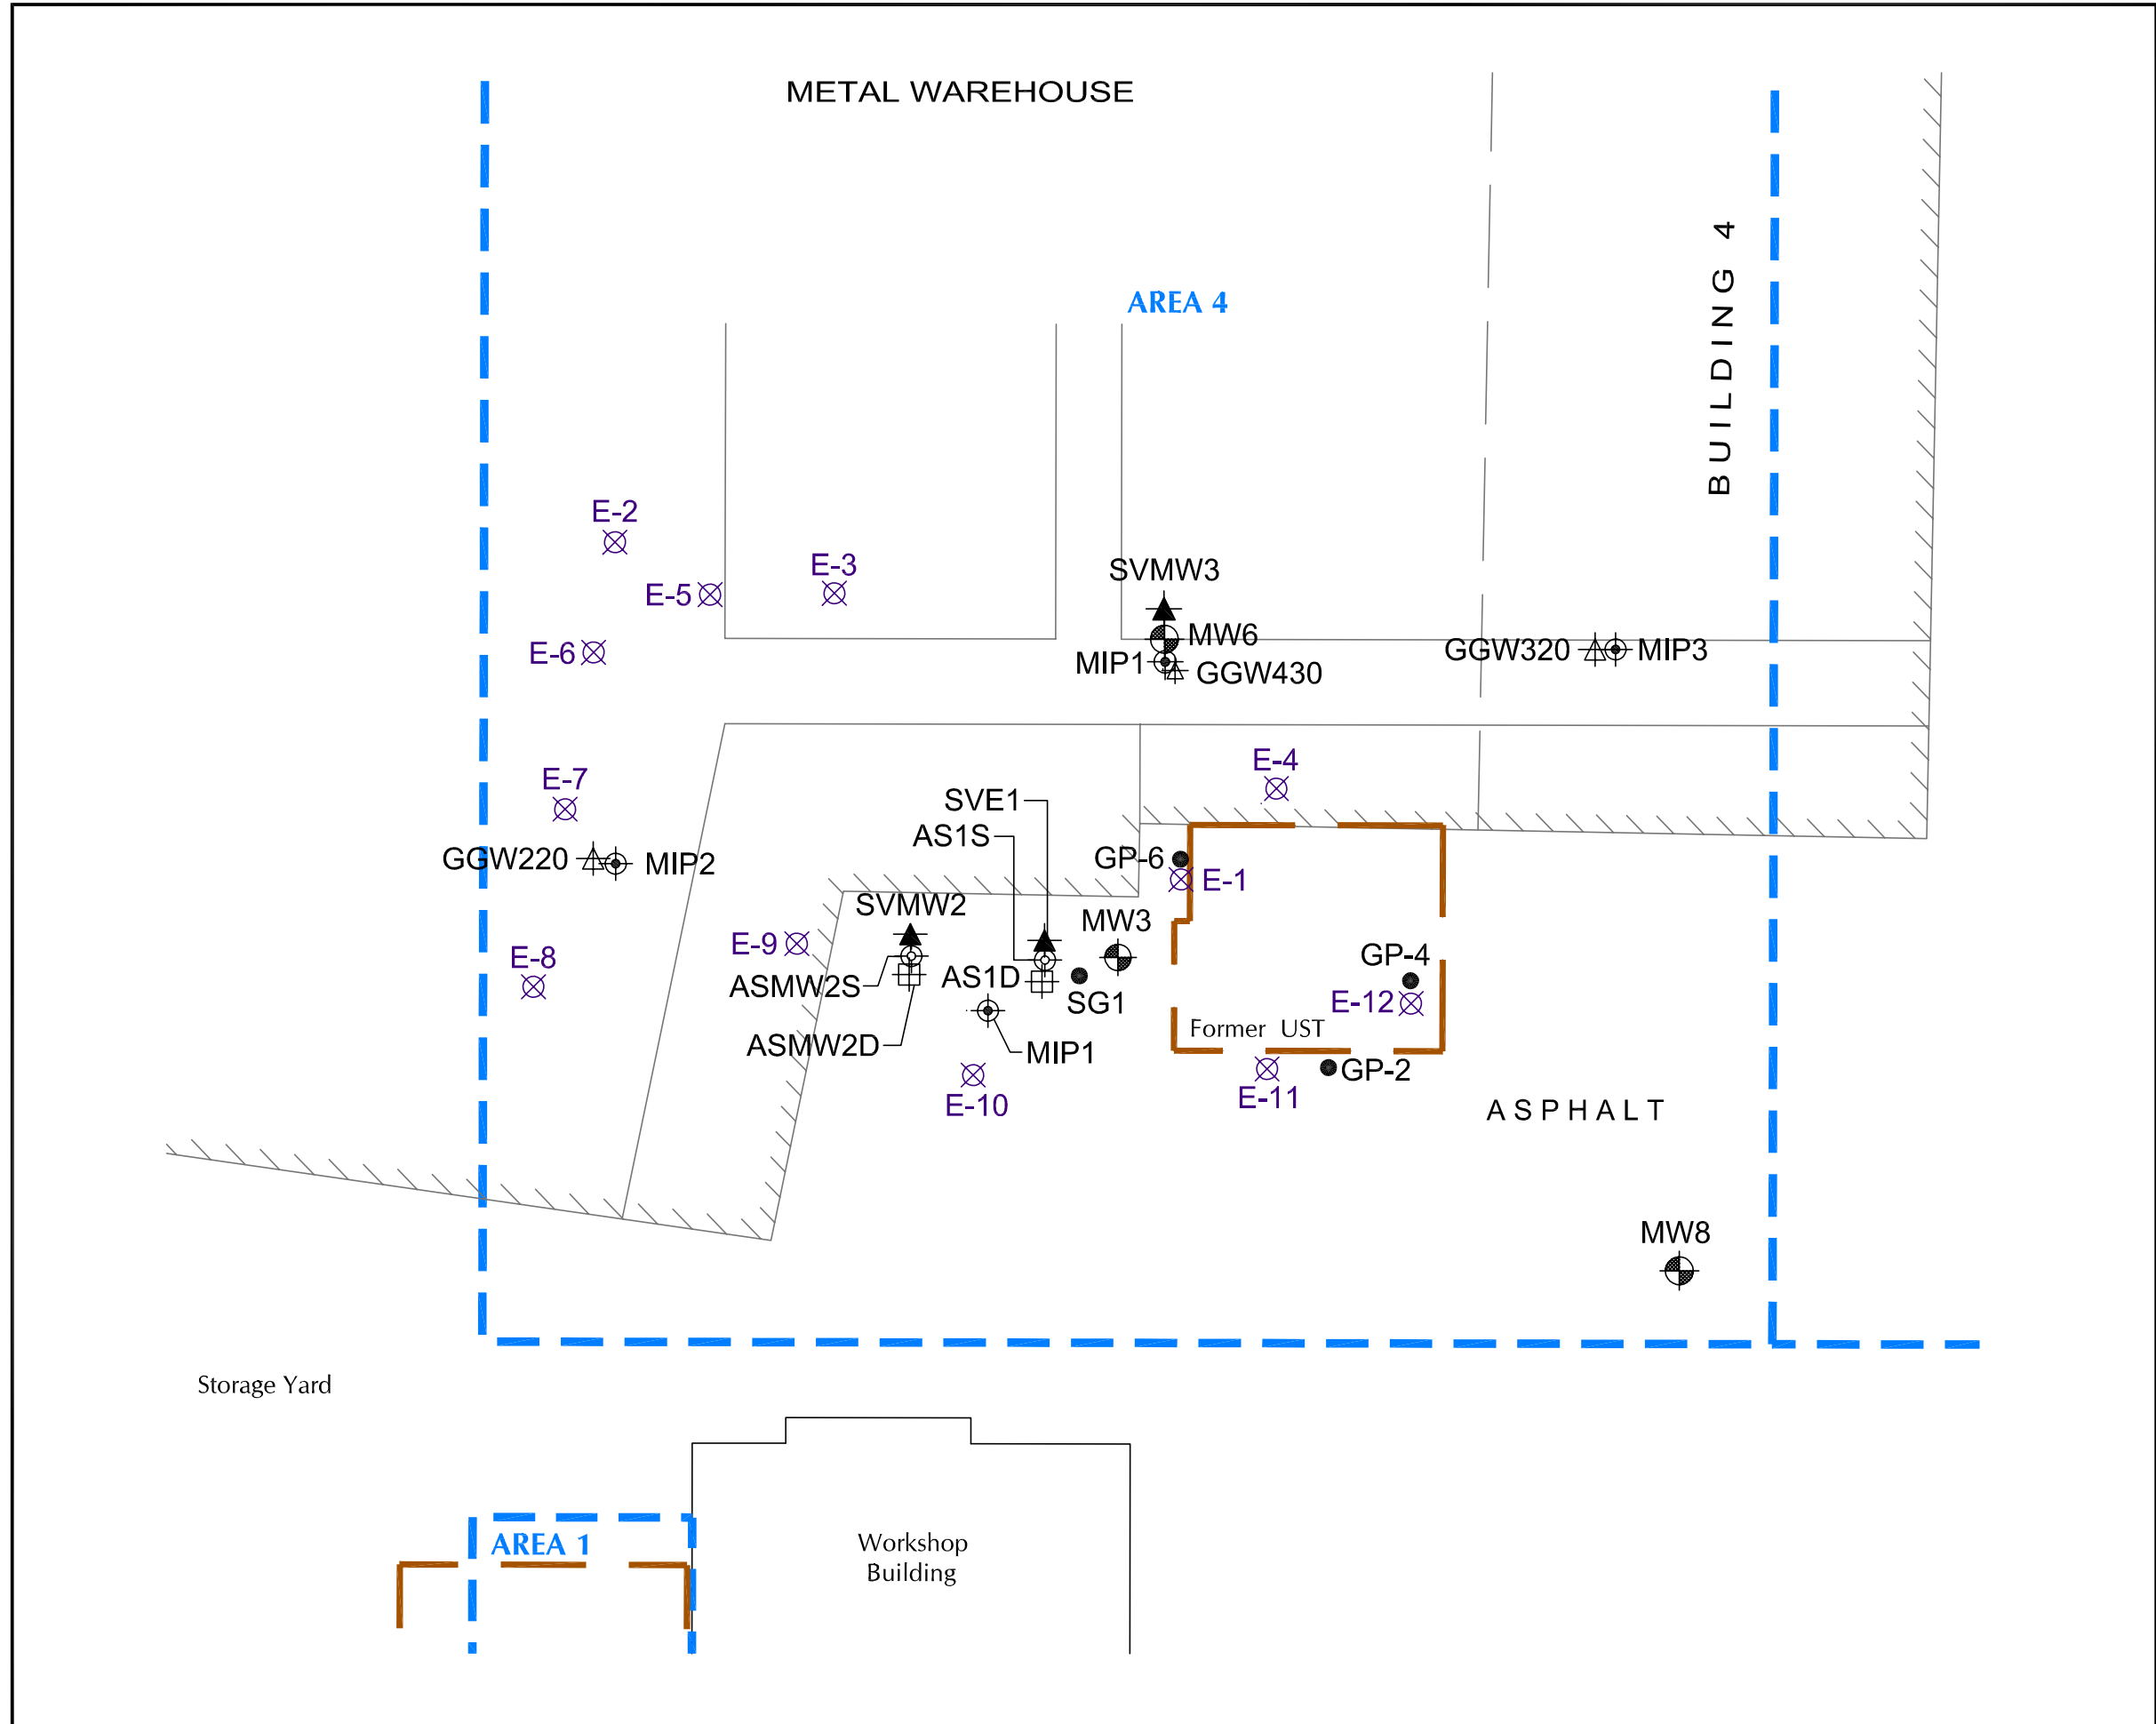 METAL WAREHOUSE
BUILDING 4
AREA 4
E-2
E-3
SVMW3
E-5
MW6
E-6
GGW320
MIP3
MIP1
GGW430
E-4
E-7
SVE1
AS1S
GP-6
GGW220
MIP2
E-1
SVMW2
MW3
E-9
GP-4
E-8
AS1D
ASMW2S
SG1
E-12
Former UST
ASMW2D
MIP1
GP-2
E-10
E-11
ASPHALT
MW8
Storage Yard
AREA 1
Workshop
Building